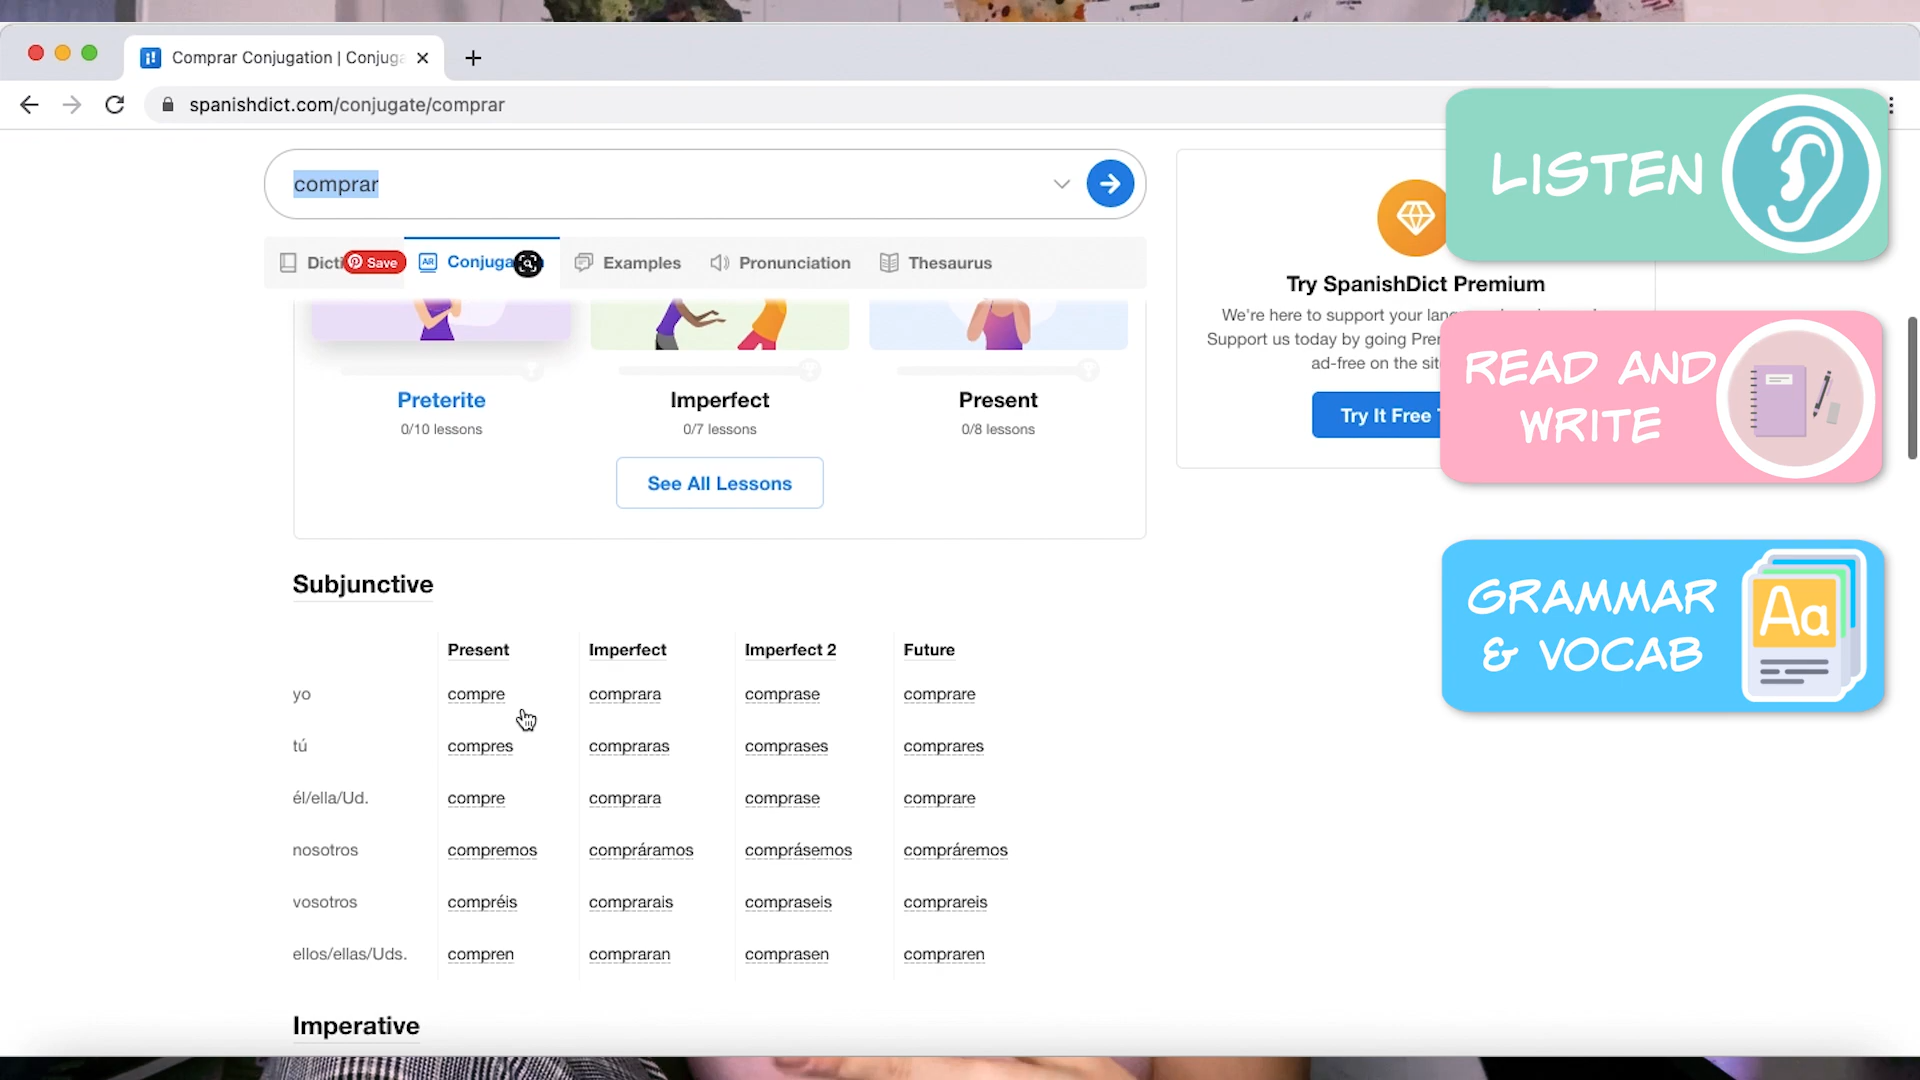 Comprar Conjugation | Conjuga
spanishdict.com/conjugate/comprar
comprar
Dicti
Save
AR
Conjuga
Examples
Pronunciation
Thesaurus
Preterite
0/10 lessons
Imperfect
0/7 lessons
Present
0/8 lessons
See All Lessons
Try SpanishDict Premium
We're here to support your
Support us today by going
ad-free on the
Try It Free
LISTEN
READ AND
WRITE
GRAMMAR
& VOCAB
Aa
Subjunctive
Present Imperfect Imperfect 2 Future
yo compre comprara comprase comprare
tú compres compraras comprases comprares
él/ella/Ud. compre comprara comprase comprare
nosotros compremos compráramos comprásemos compráremos
vosotros compréis comprarais compraseis comprareis
ellos/ellas/Uds. compren compraran comprasen compraren
Imperative